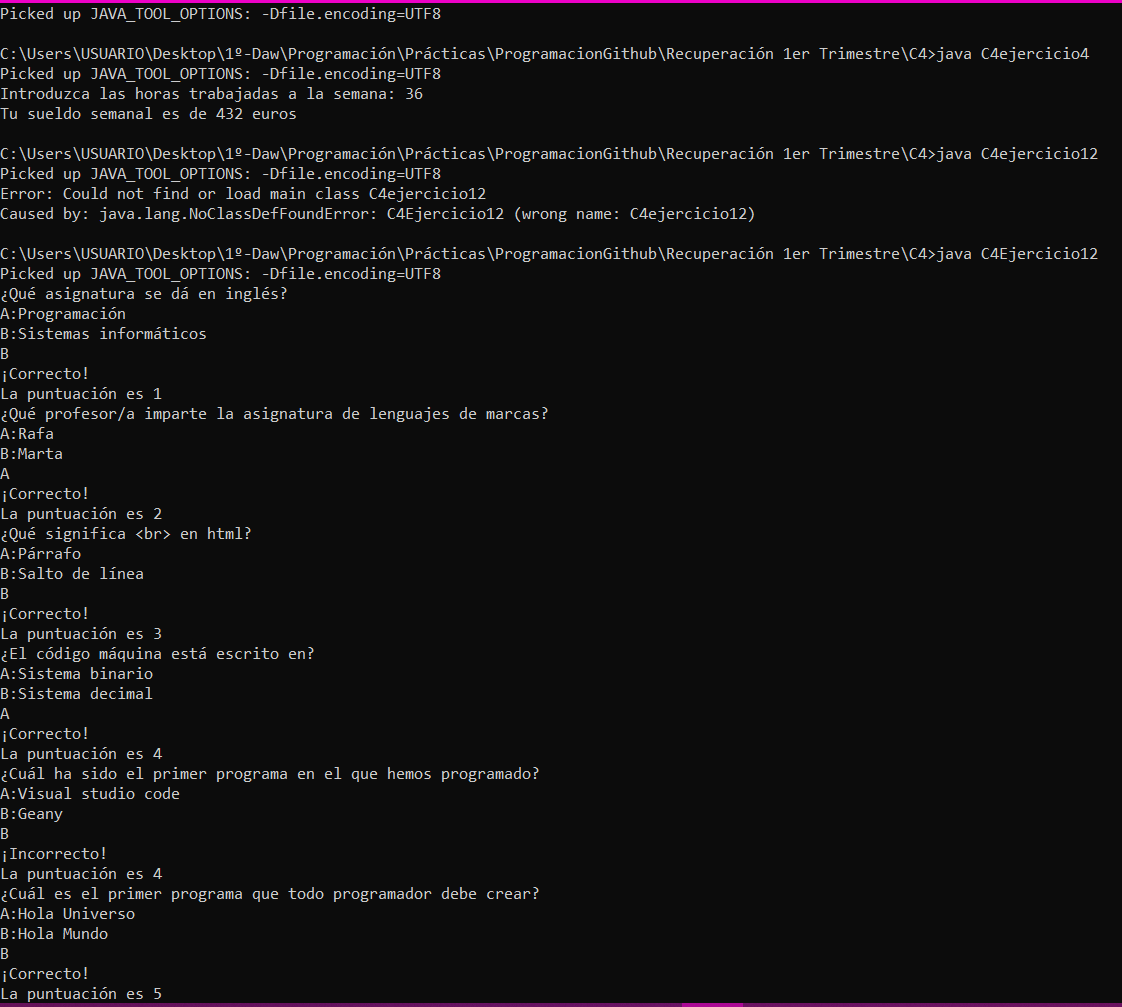 Picked up JAVA_TOOL_OPTIONS: -Dfile.encoding=UTF8
C:\Users\USUARIO\Desktop\1º-Daw\Programación\Prácticas\ProgramacionGithub\Recuperación 1er Trimestre\C4>java C4ejercicio4
Picked up JAVA_TOOL_OPTIONS: -Dfile.encoding=UTF8
Introduzca las horas trabajadas a la semana: 36
Tu sueldo semanal es de 432 euros
C:\Users\USUARIO\Desktop\1º-Daw\Programación\Prácticas\ProgramacionGithub\Recuperación 1er Trimestre\C4>java C4ejercicio12
Picked up JAVA_TOOL_OPTIONS: -Dfile.encoding=UTF8
Error: Could not find or load main class C4ejercicio12
Caused by: java.lang.NoClassDefFoundError: C4Ejercicio12 (wrong name: C4ejercicio12)
C:\Users\USUARIO\Desktop\1º-Daw\Programación\Prácticas\ProgramacionGithub\Recuperación 1er Trimestre\C4>java C4Ejercicio12
Picked up JAVA_TOOL_OPTIONS: -Dfile.encoding=UTF8
¿Qué asignatura se dá en inglés?
A:Programación
B:Sistemas informáticos
B
¡Correcto!
La puntuación es 1
¿Qué profesor/a imparte la asignatura de lenguajes de marcas?
A:Rafa
B:Marta
A
¡Correcto!
La puntuación es 2
¿Qué significa <br> en html?
A:Párrafo
B:Salto de línea
B
¡Correcto!
La puntuación es 3
¿El código máquina está escrito en?
A:Sistema binario
B:Sistema decimal
A
¡Correcto!
La puntuación es 4
¿Cuál ha sido el primer programa en el que hemos programado?
A:Visual studio code
B:Geany
B
¡Incorrecto!
La puntuación es 4
¿Cuál es el primer programa que todo programador debe crear?
A:Hola Universo
B:Hola Mundo
B
¡Correcto!
La puntuación es 5